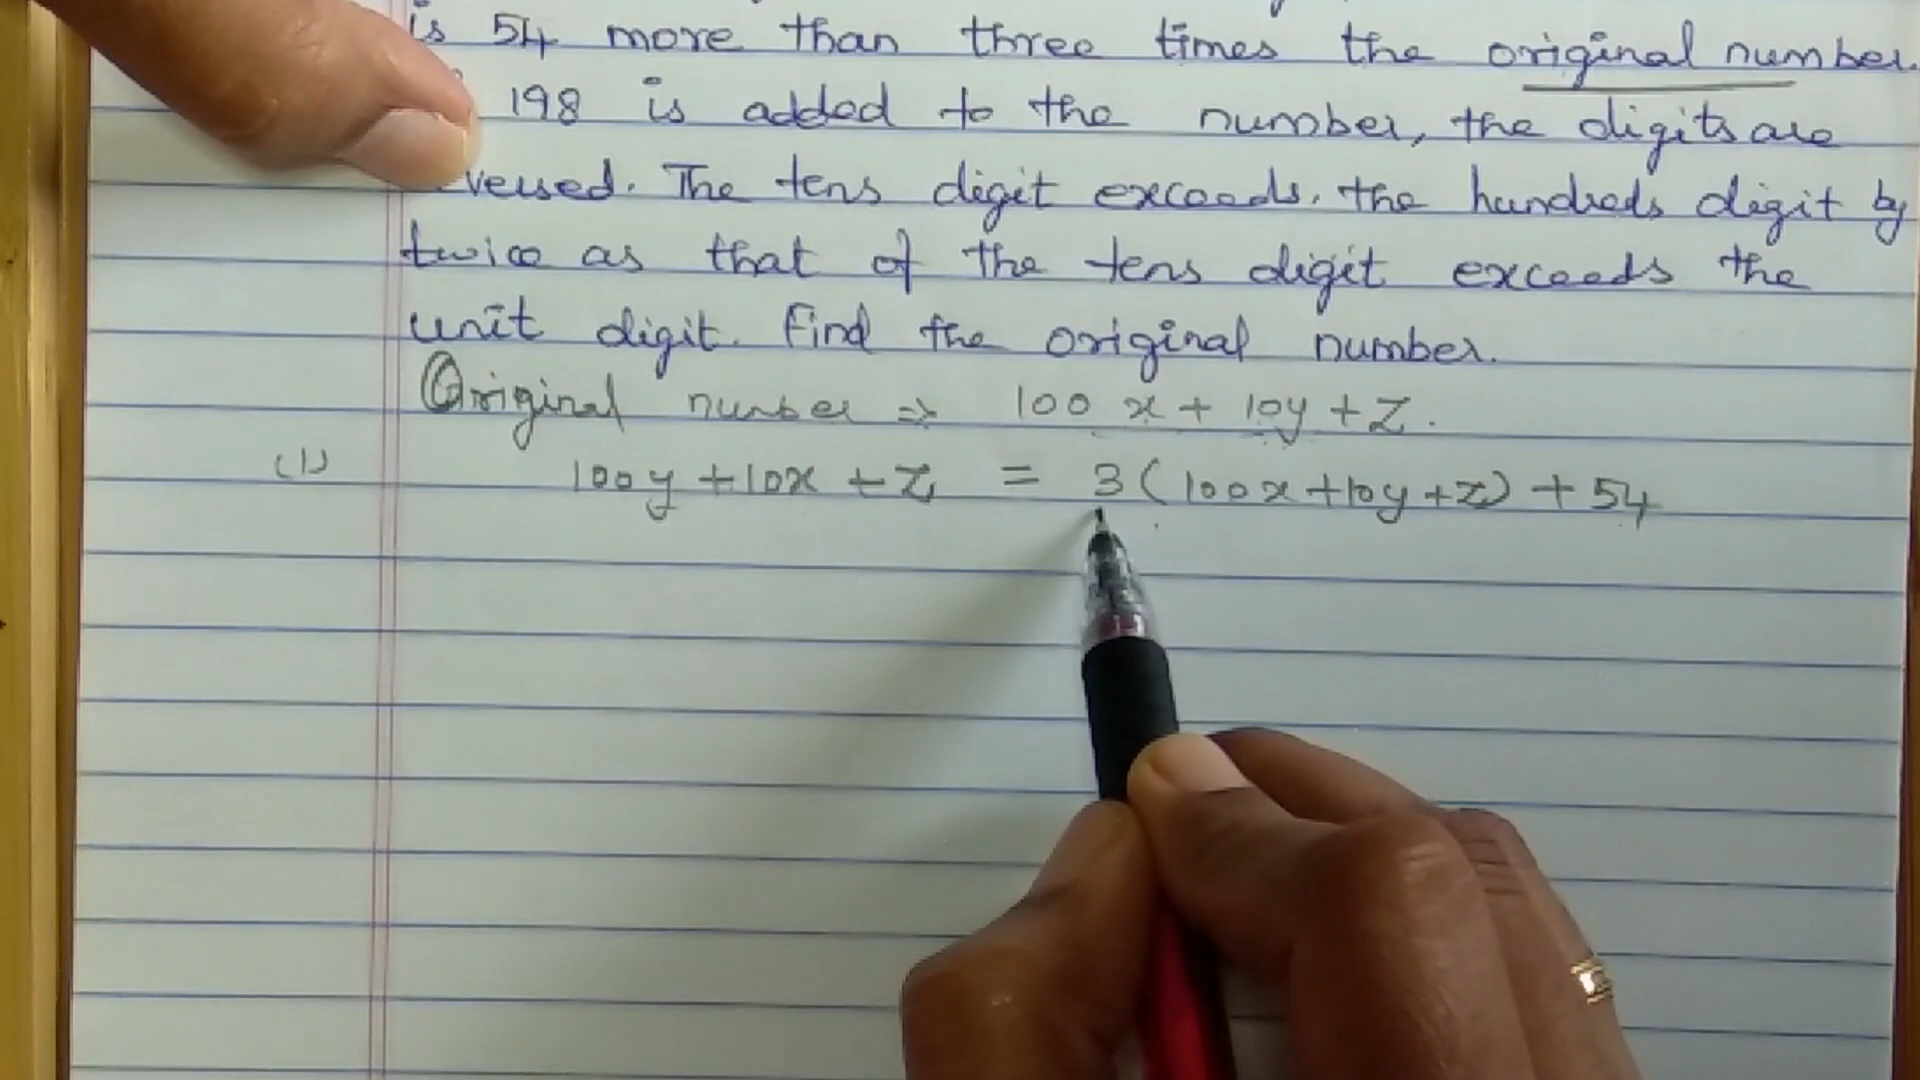 is 54 more than three times the original number.
198 is added to the number, the digits are
versed. The tens digit exceeds. the hundreds digit by
twice as that of the tens digit exceeds the
unit digit. Find the original number.
Original number ⇒ 100 x + 10y + z.
(1) 100y + 10x + z = 3(100x + 10y + z) + 54